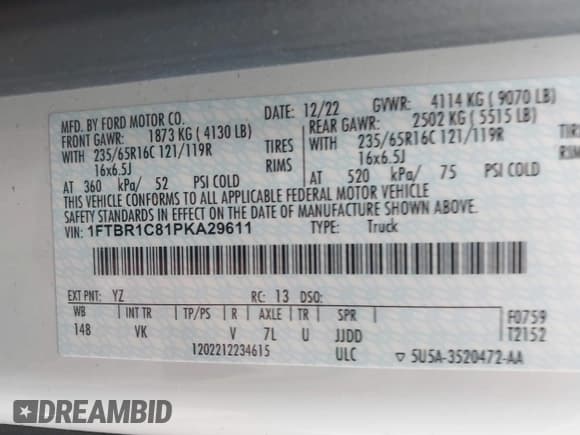 MFD. BY FORD MOTOR CO.
DATE: 12/22 GVWR: 4114 KG ( 9070 LB)
FRONT GAWR: 1873 KG ( 4130 LB)
REAR GAWR: 2502 KG ( 5515 LB)
WITH 235/65R16C 121/119R TIRES
WITH 235/65R16C 121/119R TIRES
16x6.5J RIMS
16x6.5J RIMS
AT 360 kPa/ 52 PSI COLD
AT 520 kPa/ 75 PSI COLD
THIS VEHICLE CONFORMS TO ALL APPLICABLE FEDERAL MOTOR VEHICLE
SAFETY STANDARDS IN EFFECT ON THE DATE OF MANUFACTURE SHOWN ABOVE.
VIN: 1FTBR1C81PKA29611 TYPE: Truck
EXT PNT: YZ RC: 13 DSO:
WB INT TR TP/PS R AXLE TR SPR
148 VK V 7L U JJDD
F0759
T2152
1202212234615 ULC
▽ 5U5A-3520472-AA
DREAMBID